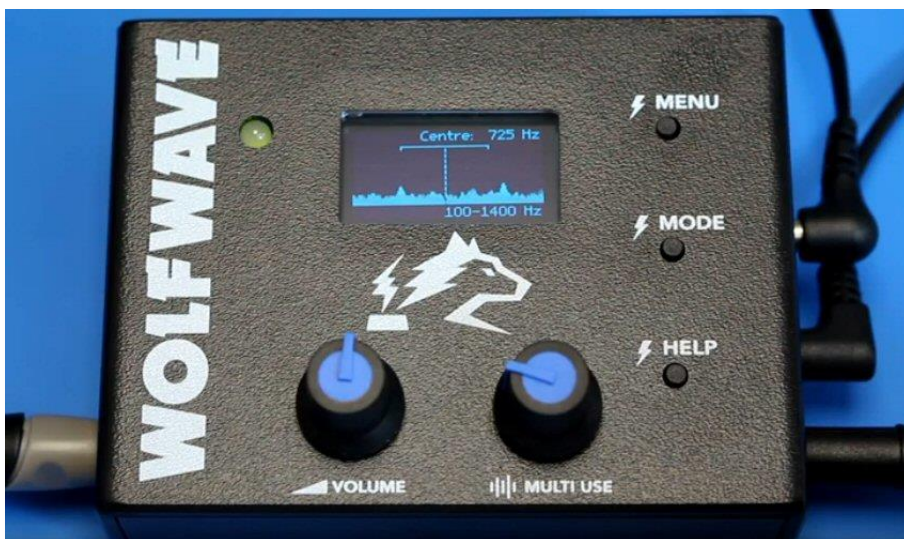 WOLFWAVE
Centre: 725 Hz
100-1400 Hz
MENU
MODE
HELP
VOLUME
MULTI USE